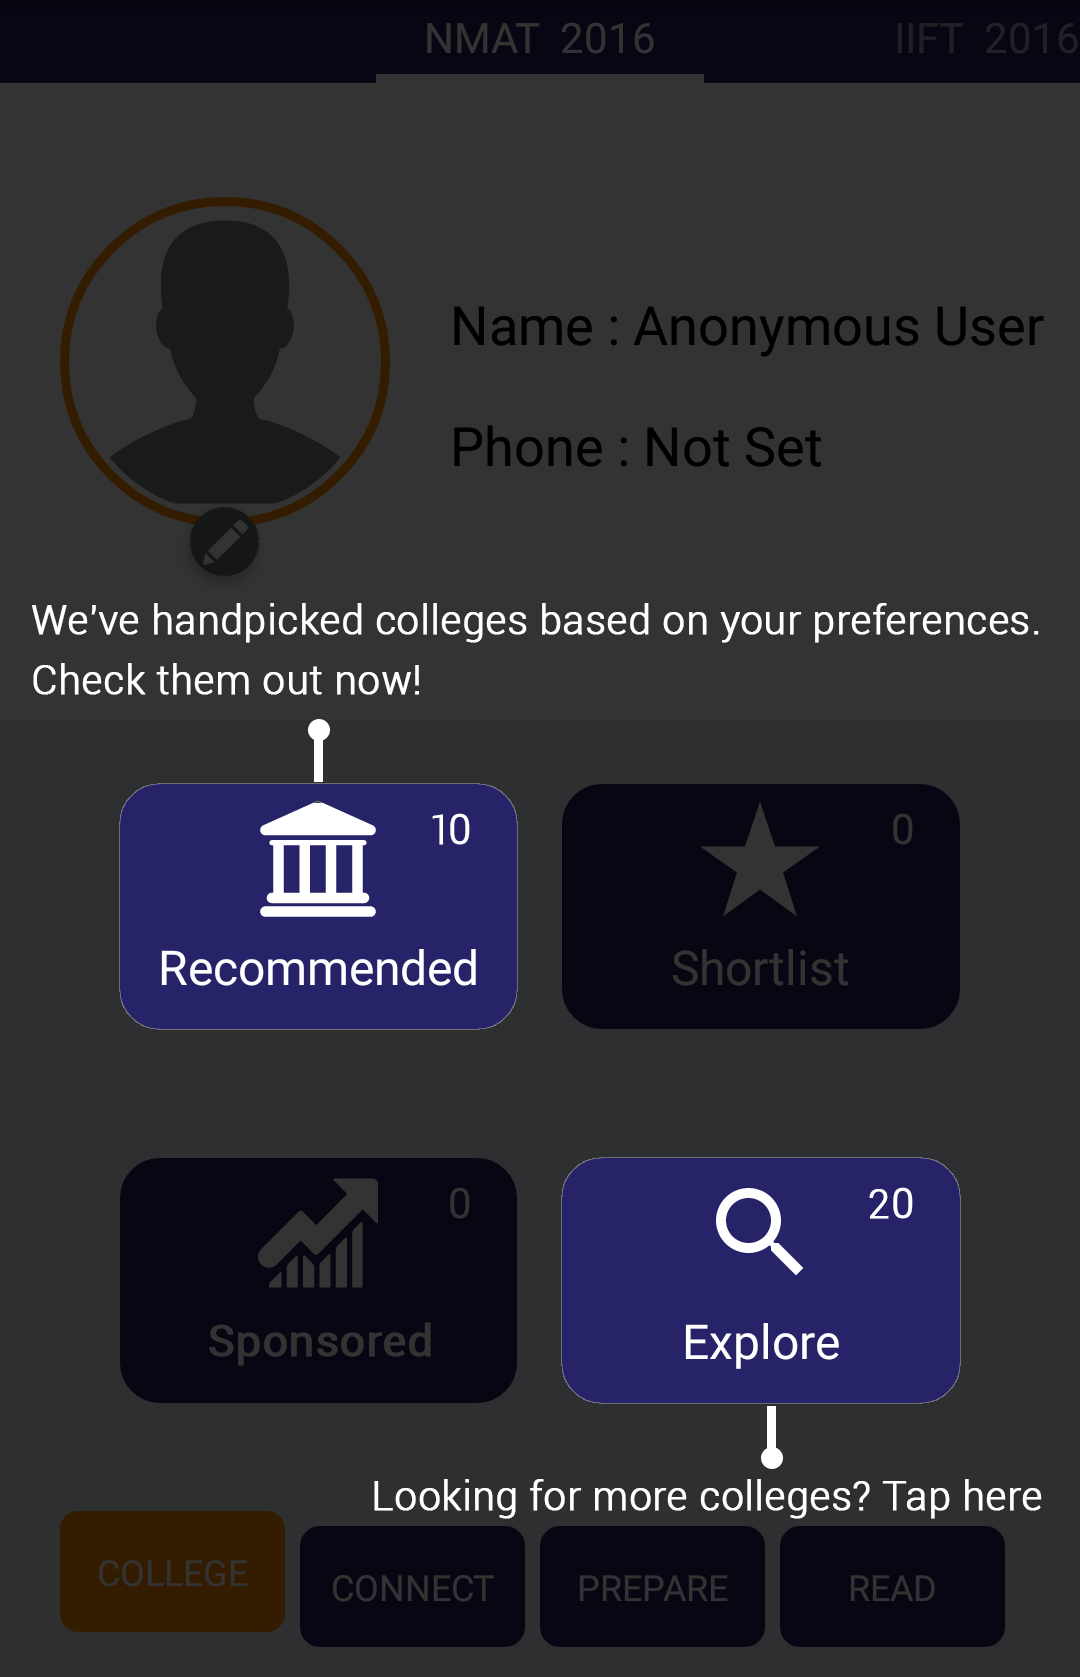 NMAT 2016
IIFT 2016
Name : Anonymous User
Phone : Not Set
We've handpicked colleges based on your preferences.
Check them out now!
10
Recommended
0
Shortlist
0
Sponsored
20
Explore
Looking for more colleges? Tap here
COLLEGE
CONNECT
PREPARE
READ